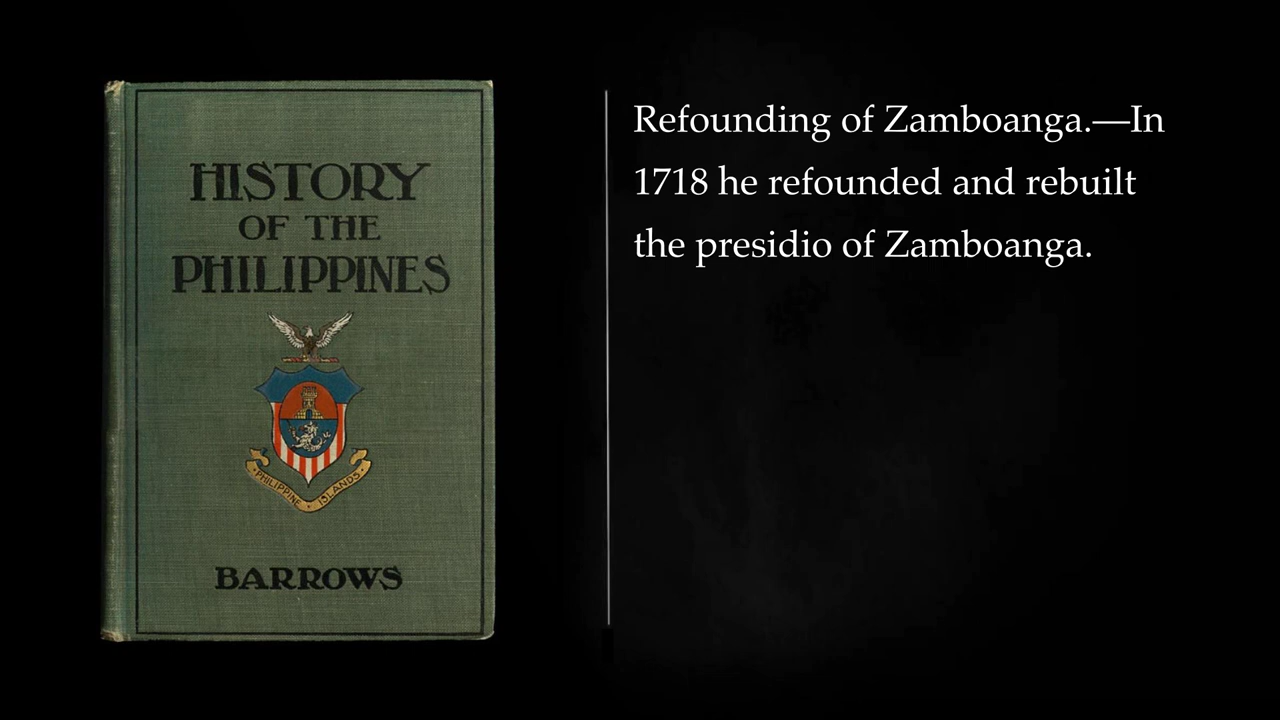 HISTORY
OF THE
PHILIPPINES
PHILIPPINE ISLANDS
BARROWS
Refounding of Zamboanga.—In
1718 he refounded and rebuilt
the presidio of Zamboanga.